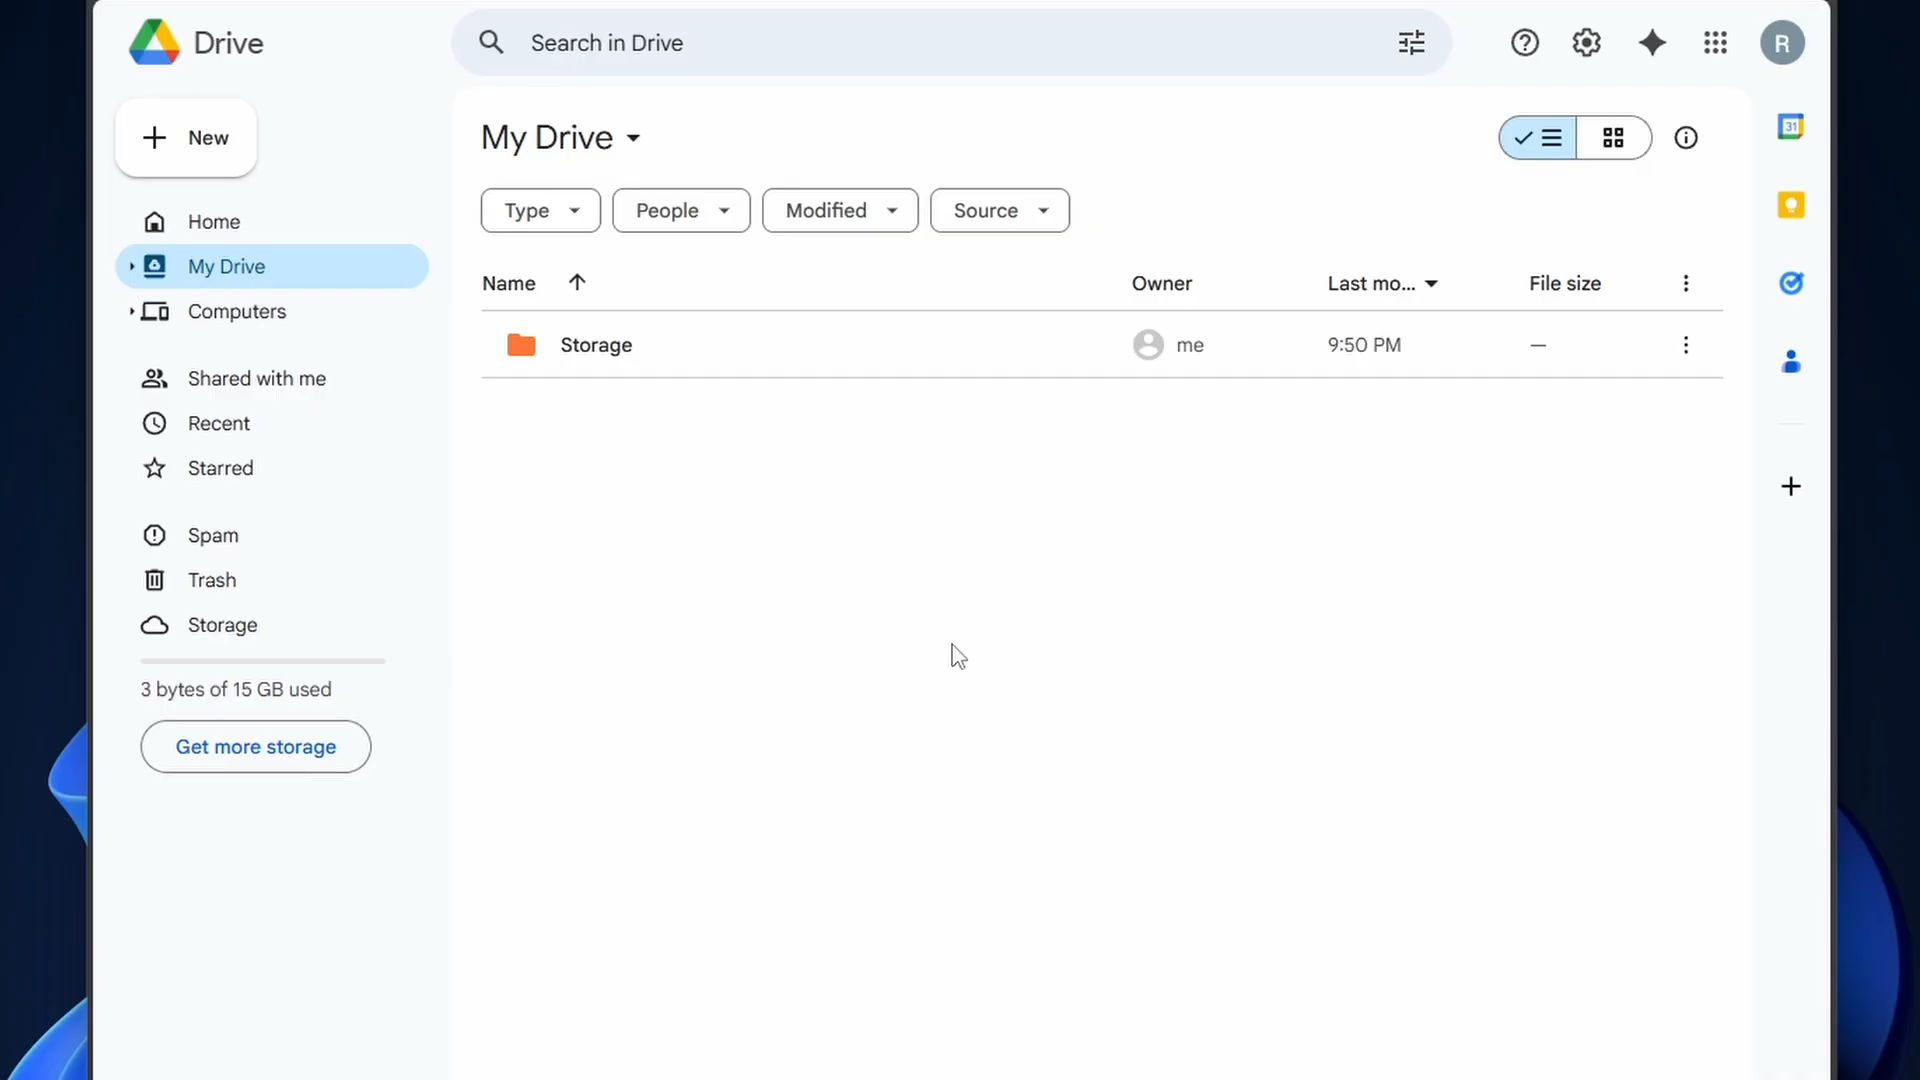 Drive
Search in Drive
R
New
My Drive
31
Type
People
Modified
Source
Home
My Drive
Computers
Shared with me
Recent
Starred
Spam
Trash
Storage
3 bytes of 15 GB used
Get more storage
Name Owner Last mo... File size
Storage me 9:50 PM —